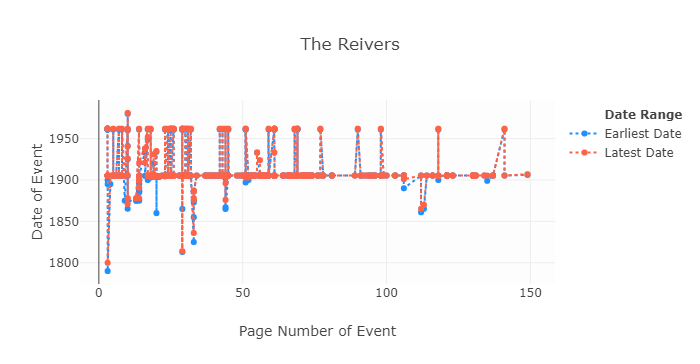 The Reivers
Date of Event
1950
1900
1850
1800
0
50
100
150
Page Number of Event
Date Range
Earliest Date
Latest Date